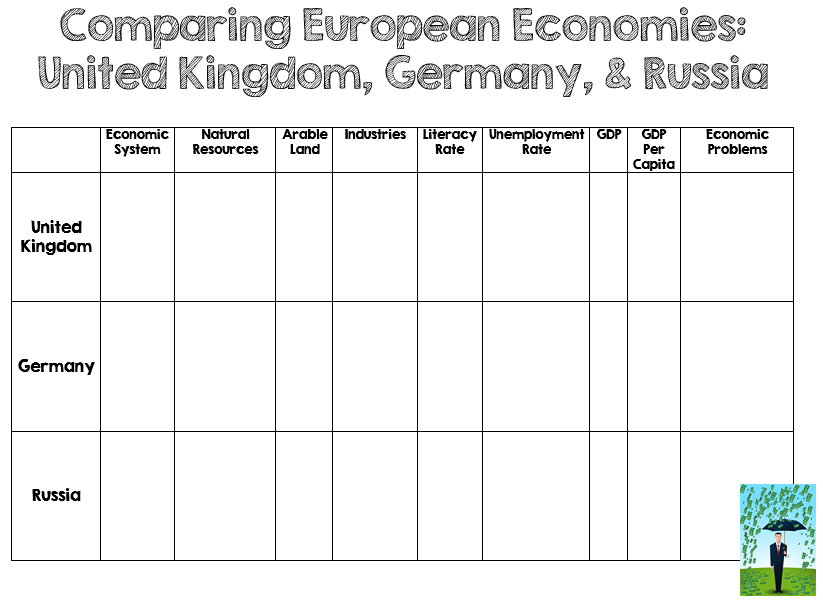 Comparing European Economies:
United Kingdom, Germany, & Russia
Economic System
Natural Resources
Arable Land
Industries
Literacy Rate
Unemployment Rate
GDP
GDP Per Capita
Economic Problems
United Kingdom
Germany
Russia